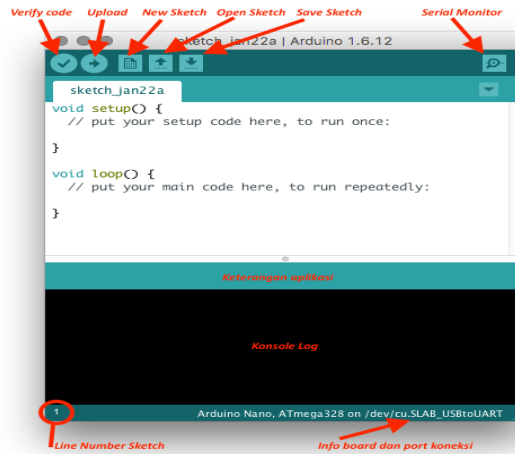 Verify code Upload New Sketch Open Sketch Save Sketch Serial Monitor
sketch_jan22a | Arduino 1.6.12
sketch_jan22a
void setup() {
// put your setup code here, to run once:
}
void loop() {
// put your main code here, to run repeatedly:
}
Keterangan aplikasi
Konsole Log
1 Arduino Nano, ATmega328 on /dev/cu.SLAB_USBtoUART
Line Number Sketch Info board dan port koneksi